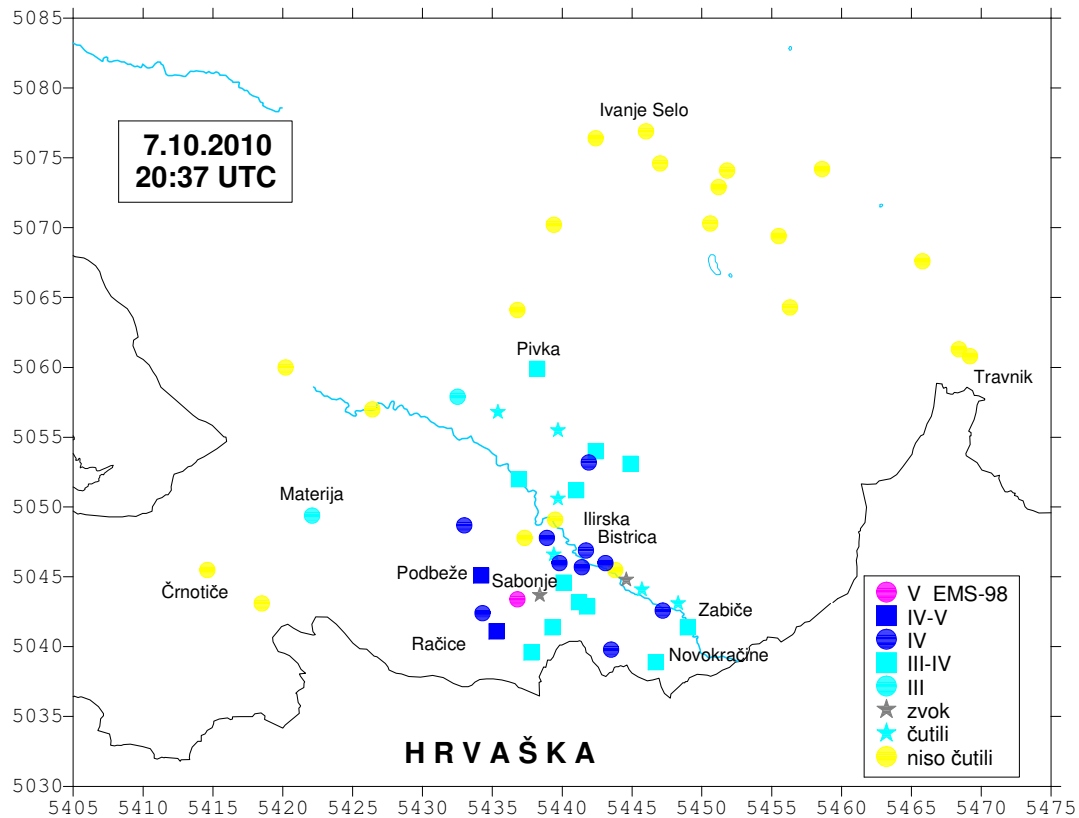 5085
5080
5075
5070
5065
5060
5055
5050
5045
5040
5035
5030
7.10.2010
20:37 UTC
Ivanje Selo
Pivka
Travnik
Materija
Ilirska
Bistrica
Črnotiče
Podbeže
Sabonje
Zabiče
Račice
Novokračine
HRVAŠKA
V EMS-98
IV-V
IV
III-IV
III
zvok
čutili
niso čutili
5405 5410 5415 5420 5425 5430 5435 5440 5445 5450 5455 5460 5465 5470 5475